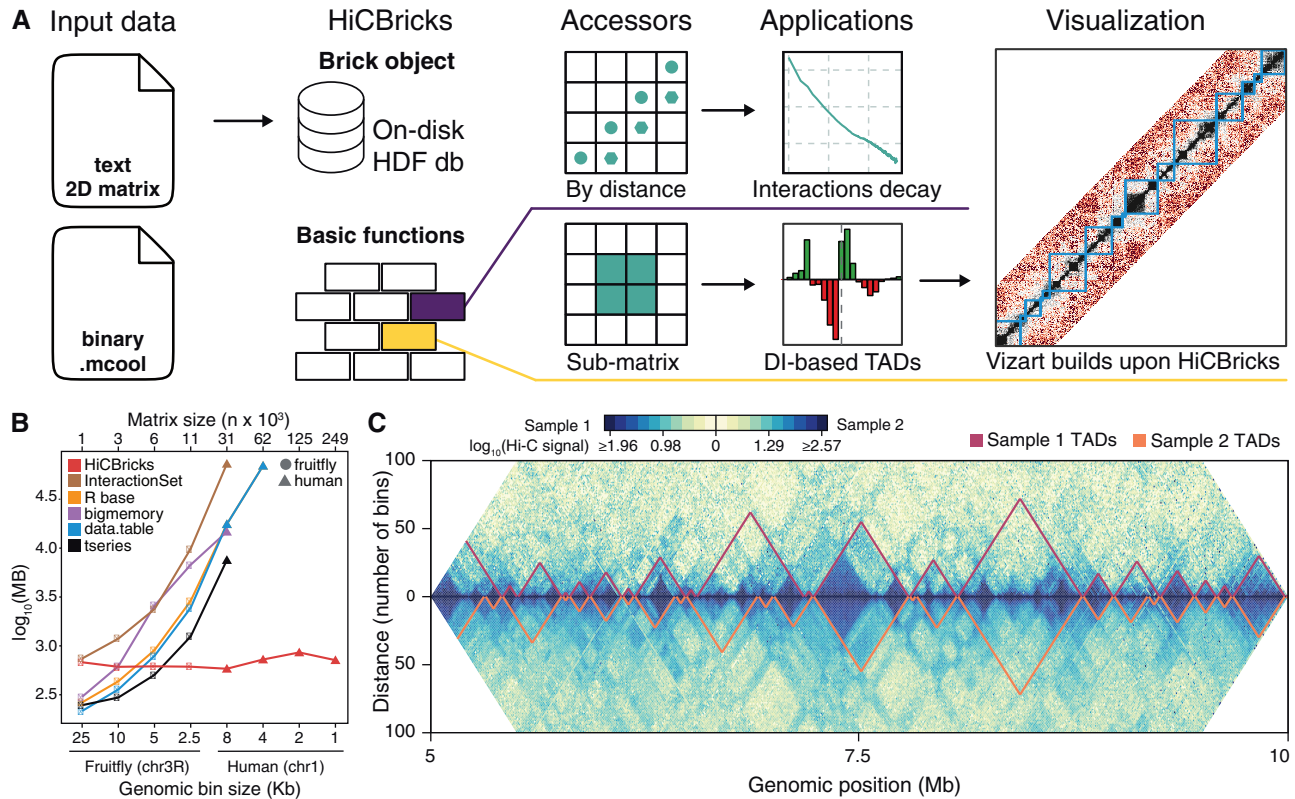 A
Input data
HiCBricks
Accessors
Applications
Visualization
text
2D matrix
binary
.mcool
Brick object
On-disk
HDF db
Basic functions
By distance
Interactions decay
Sub-matrix
DI-based TADs
Vizart builds upon HiCBricks
B
Matrix size (n x 10³)
1 3 6 11 31 62 125 249
HiCBricks
InteractionSet
R base
bigmemory
data.table
tseries
fruitfly
human
log₁₀(MB)
4.5
4.0
3.5
3.0
2.5
25 10 5 2.5 8 4 2 1
Fruitfly (chr3R) Human (chr1)
Genomic bin size (Kb)
C
Sample 1 Sample 2
log₁₀(Hi-C signal) ≥1.96 0.98 0 1.29 ≥2.57
Sample 1 TADs Sample 2 TADs
Distance (number of bins)
100
50
0
50
100
5 7.5 10
Genomic position (Mb)